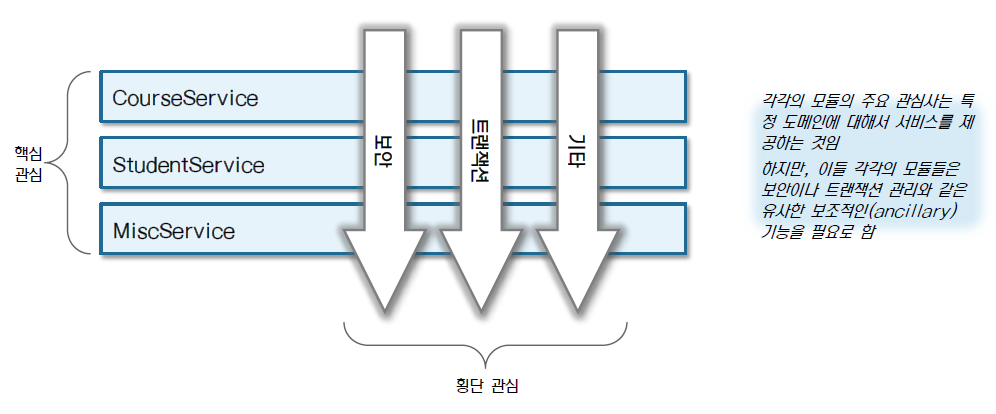 핵심
관심
CourseService
StudentService
MiscService
보안
트랜잭션
기타
횡단 관심
각각의 모듈의 주요 관심사는 특
정 도메인에 대해서 서비스를 제
공하는 것임
하지만, 이들 각각의 모듈들은
보안이나 트랜잭션 관리와 같은
유사한 보조적인(ancillary)
기능을 필요로 함